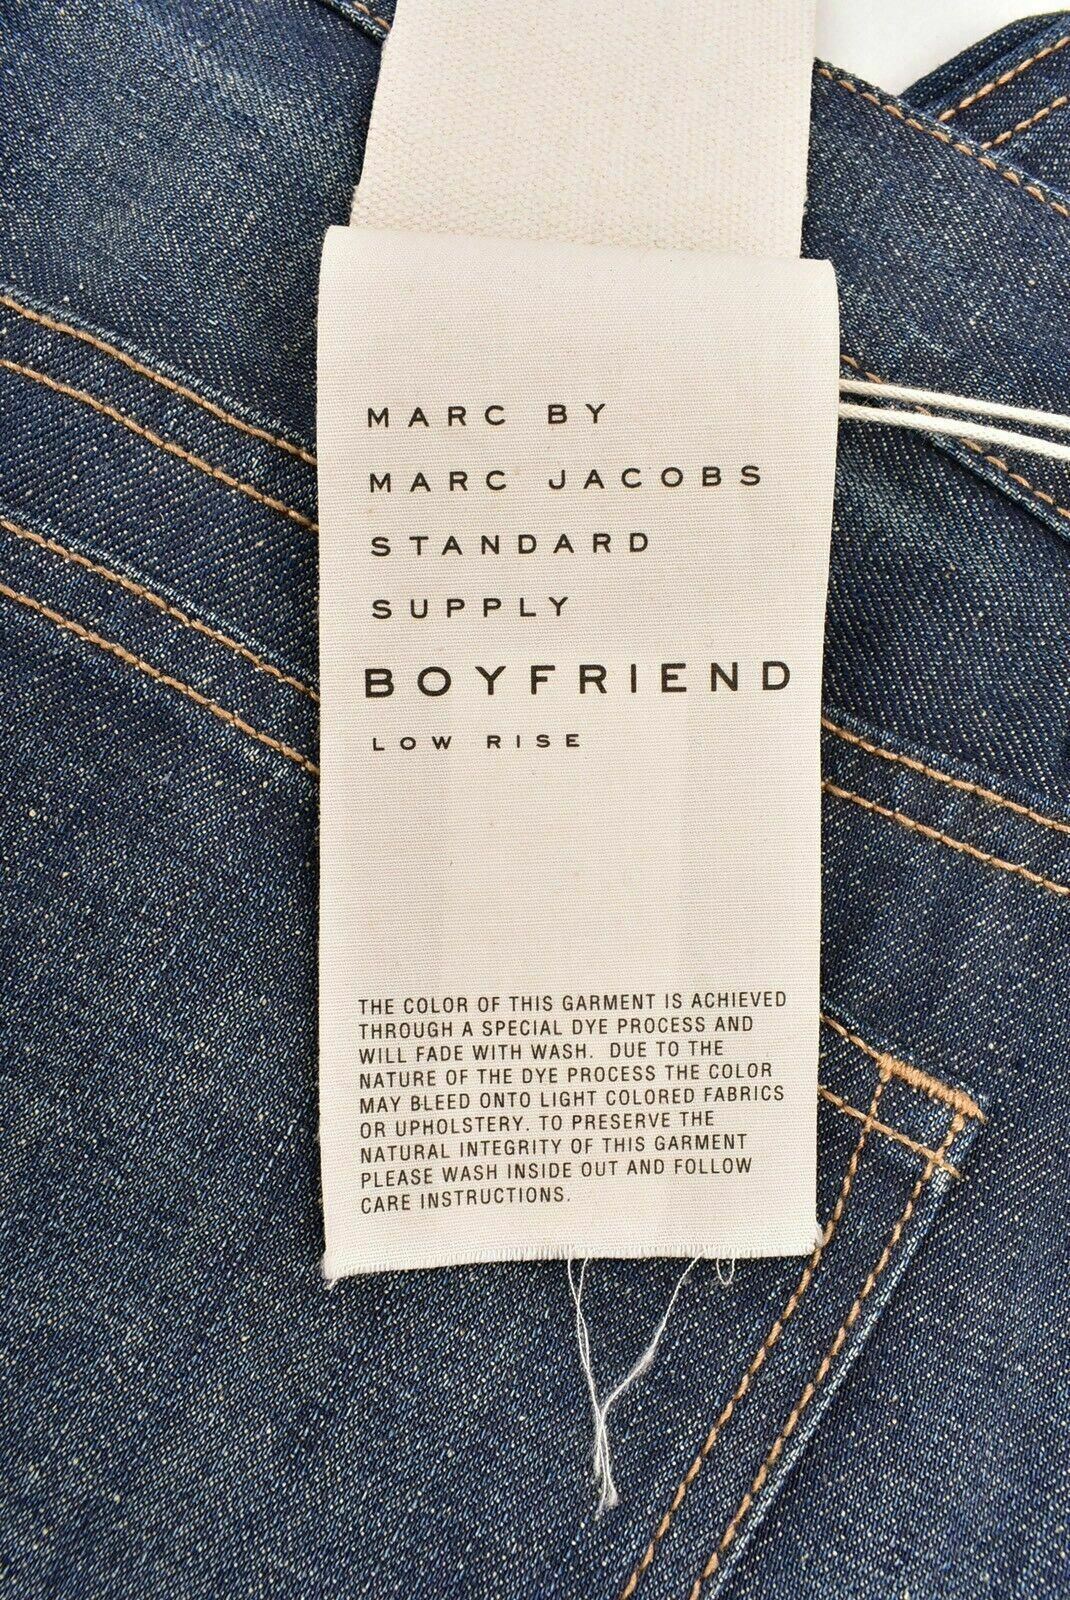 MARC BY
MARC JACOBS
STANDARD
SUPPLY
BOYFRIEND
LOW RISE
THE COLOR OF THIS GARMENT IS ACHIEVED
THROUGH A SPECIAL DYE PROCESS AND
WILL FADE WITH WASH.  DUE TO THE
NATURE OF THE DYE PROCESS THE COLOR
MAY BLEED ONTO LIGHT COLORED FABRICS
OR UPHOLSTERY. TO PRESERVE THE
NATURAL INTEGRITY OF THIS GARMENT
PLEASE WASH INSIDE OUT AND FOLLOW
CARE INSTRUCTIONS.